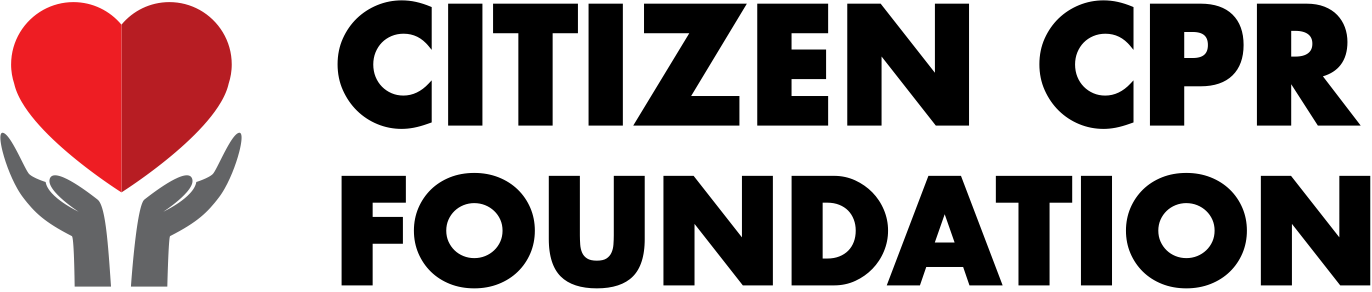 CITIZEN CPR
FOUNDATION